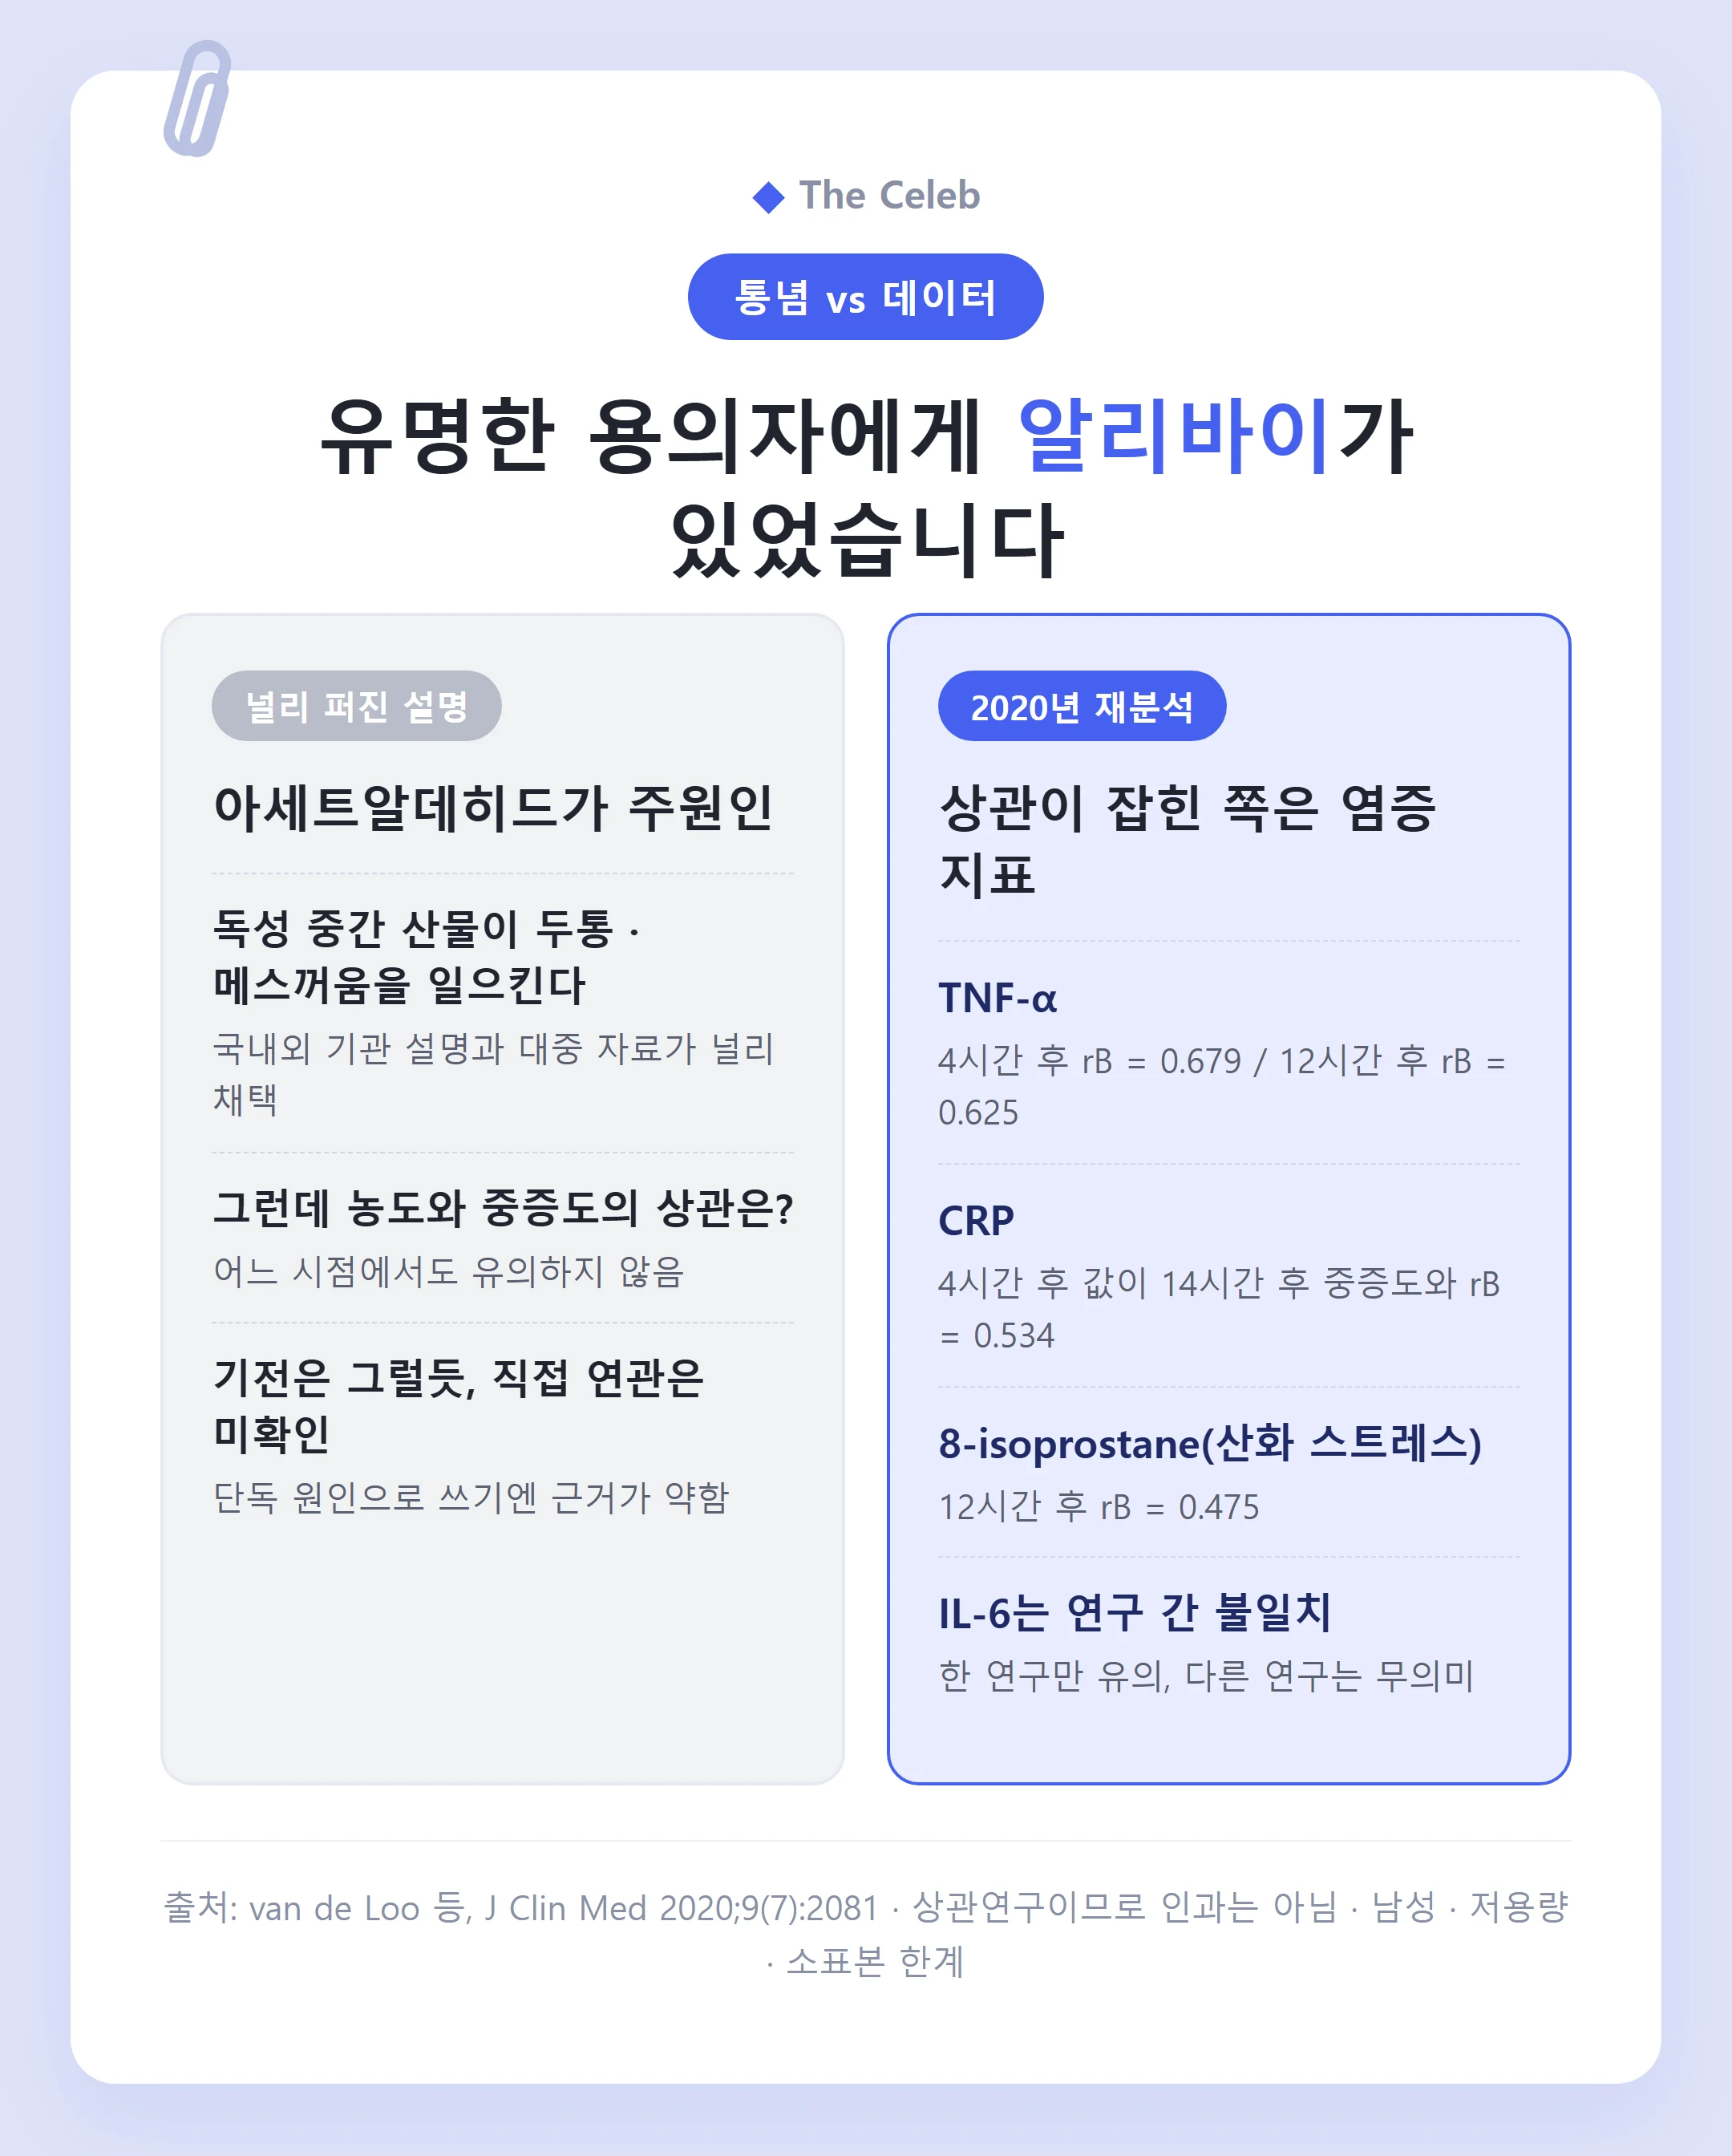 The Celeb
통념 vs 데이터
유명한 용의자에게 알리바이가
있었습니다
널리 퍼진 설명
아세트알데히드가 주원인
독성 중간 산물이 두통 ·
메스꺼움을 일으킨다
국내외 기관 설명과 대중 자료가 널리
채택
그런데 농도와 중증도의 상관은?
어느 시점에서도 유의하지 않음
기전은 그럴듯, 직접 연관은
미확인
단독 원인으로 쓰기엔 근거가 약함
2020년 재분석
상관이 잡힌 쪽은 염증
지표
TNF-α
4시간 후 rB = 0.679 / 12시간 후 rB =
0.625
CRP
4시간 후 값이 14시간 후 중증도와 rB
= 0.534
8-isoprostane(산화 스트레스)
12시간 후 rB = 0.475
IL-6는 연구 간 불일치
한 연구만 유의, 다른 연구는 무의미
출처: van de Loo 등, J Clin Med 2020;9(7):2081 · 상관연구이므로 인과는 아님 · 남성 · 저용량
· 소표본 한계